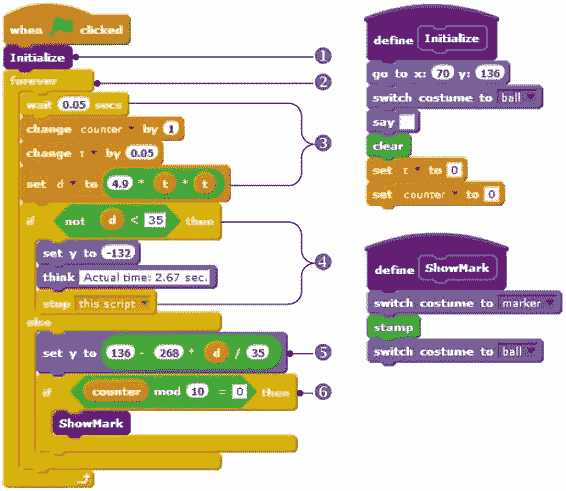 when clicked
Initialize
1
forever
2
wait 0.05 secs
change counter by 1
3
change t by 0.05
set d to 4.9 * t * t
if not d < 35 then
set y to -132
4
think Actual time: 2.67 sec.
stop this script
else
set y to 136 - 268 * d / 35
5
if counter mod 10 = 0 then
6
ShowMark
define Initialize
go to x: 70 y: 136
switch costume to ball
say
clear
set t to 0
set counter to 0
define ShowMark
switch costume to marker
stamp
switch costume to ball